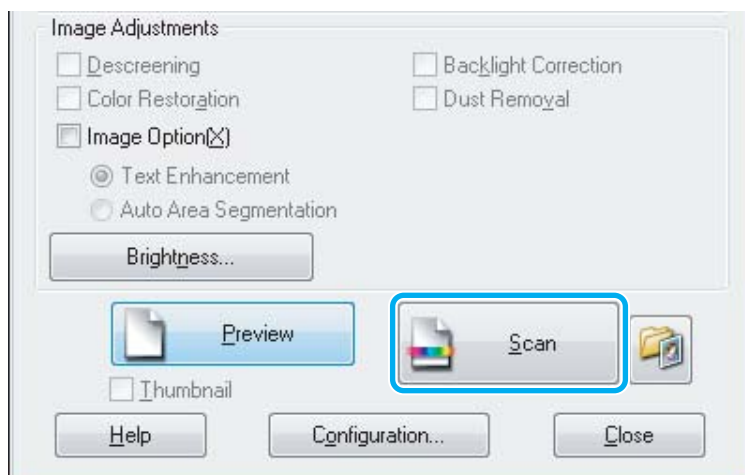 Image Adjustments
Descreening Backlight Correction
Color Restoration Dust Removal
Image Option(X)
Text Enhancement
Auto Area Segmentation
Brightness...
Preview Scan
Thumbnail
Help Configuration... Close